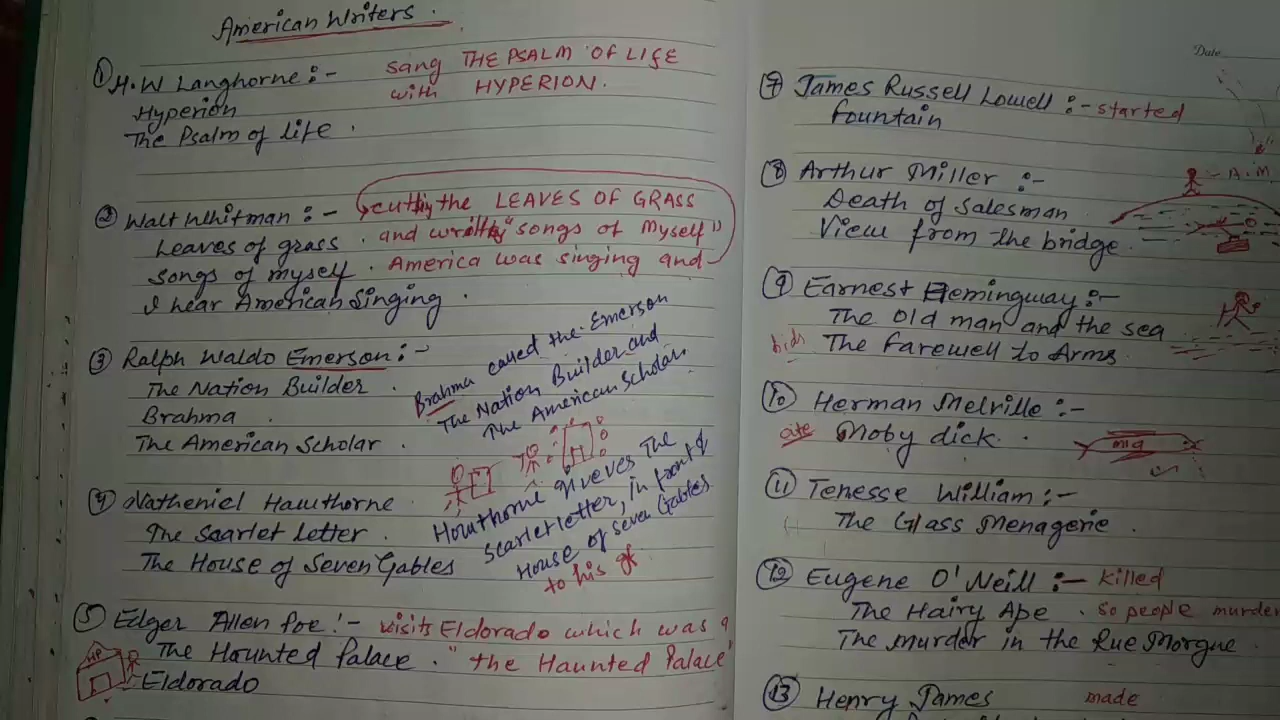 American Writers.
① H.W Langhorne :- sang THE PSALM OF LIFE
with HYPERION.
Hyperion
The Psalm of life.
② Walt Whitman :- cutting the LEAVES OF GRASS
Leaves of grass. and writting "songs of Myself"
songs of myself. America was singing and
I hear American Singing.
③ Ralph Waldo Emerson :-
The Nation Builder.
Brahma.
The American Scholar.
Brahma called the Emerson
The Nation Builder and
The American Scholar.
④ Natheniel Hawthorne
The Scarlet Letter.
The House of Seven Gables
Howthorne giveves The
Scarlet letter, in front of
House of seven Gables
to his gf
⑤ Edger Allen Poe :- visits Eldorado which was a
The Haunted Palace. "the Haunted Palace"
HP
Eldorado
Date
⑦ James Russell Lowell :- started
fountain
⑧ Arthur Miller :- - A.M
Death of Salesman
View from the bridge.
⑨ Earnest Hemingway :-
The old man and the sea
bids The farewell to Arms.
⑩ Herman Melville :-
ate Moby dick.
⑪ Tenesse William :-
The Glass Menagerie.
⑫ Eugene O'Neill :- killed
The Hairy Ape. so people murder
The murder in the Rue Morgue.
⑬ Henry James made